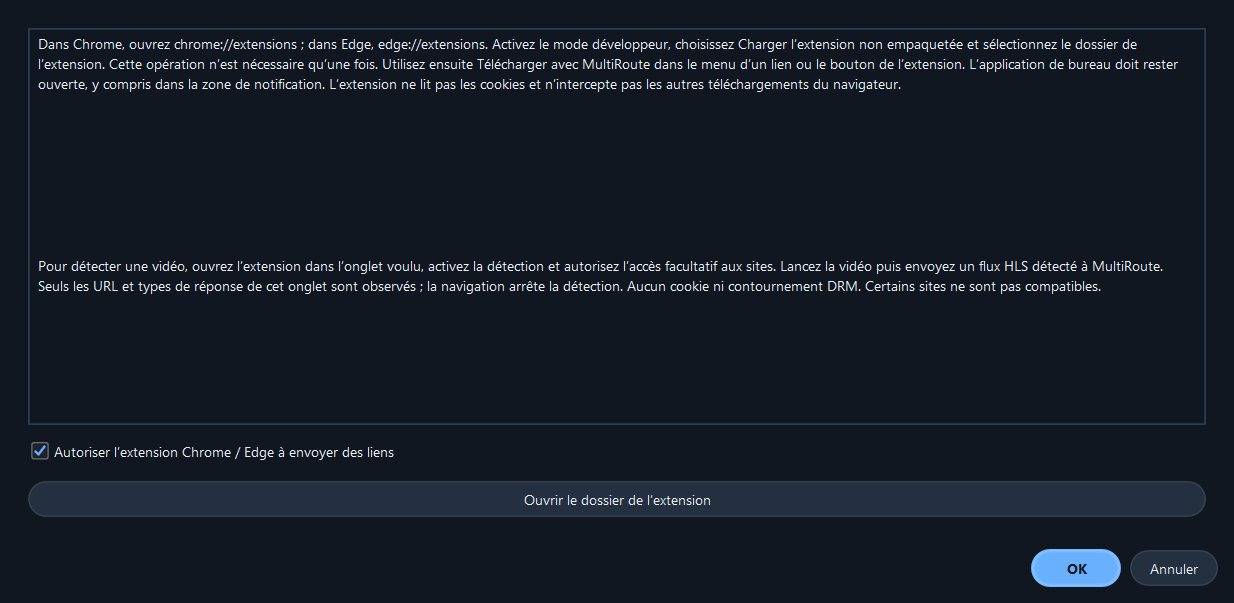 Dans Chrome, ouvrez chrome://extensions ; dans Edge, edge://extensions. Activez le mode développeur, choisissez Charger l’extension non empaquetée et sélectionnez le dossier de
l’extension. Cette opération n’est nécessaire qu’une fois. Utilisez ensuite Télécharger avec MultiRoute dans le menu d’un lien ou le bouton de l’extension. L’application de bureau doit rester
ouverte, y compris dans la zone de notification. L’extension ne lit pas les cookies et n’intercepte pas les autres téléchargements du navigateur.
Pour détecter une vidéo, ouvrez l’extension dans l’onglet voulu, activez la détection et autorisez l’accès facultatif aux sites. Lancez la vidéo puis envoyez un flux HLS détecté à MultiRoute.
Seuls les URL et types de réponse de cet onglet sont observés ; la navigation arrête la détection. Aucun cookie ni contournement DRM. Certains sites ne sont pas compatibles.
Autoriser l’extension Chrome / Edge à envoyer des liens
Ouvrir le dossier de l’extension
OK
Annuler